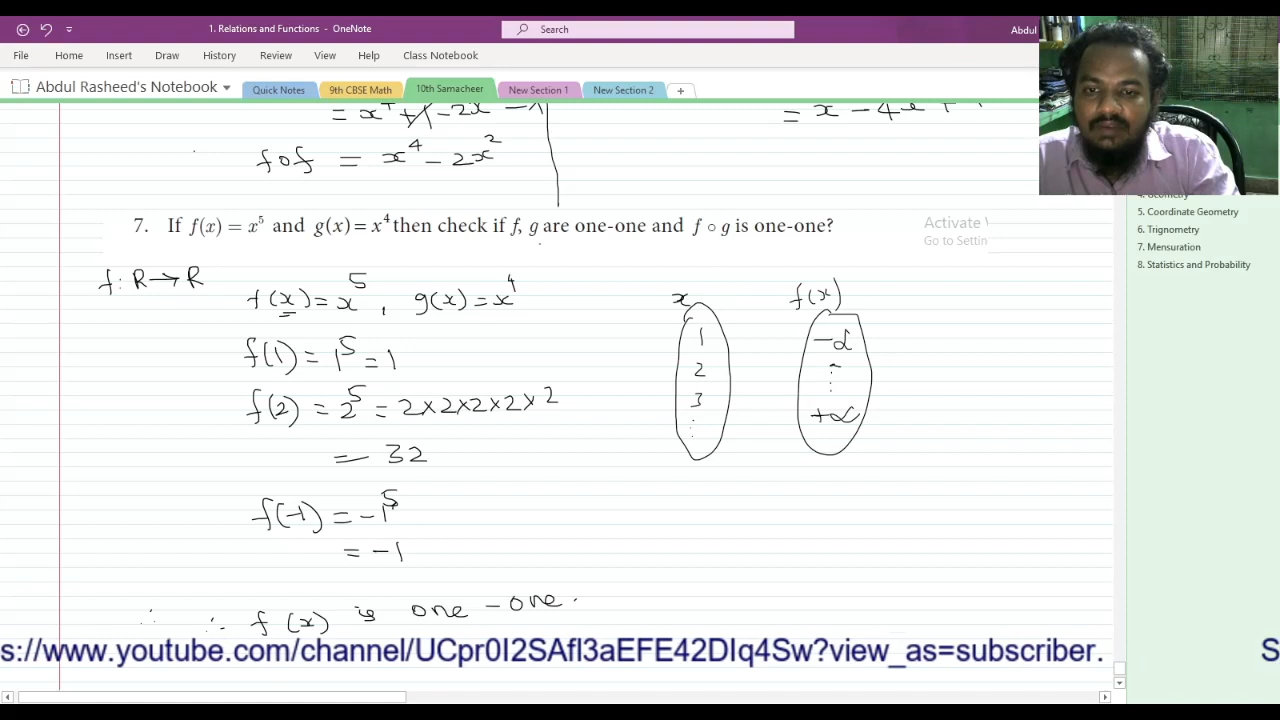 1. Relations and Functions - OneNote
Search
Abdul
File Home Insert Draw History Review View Help Class Notebook
Abdul Rasheed's Notebook
Quick Notes 9th CBSE Math 10th Samacheer New Section 1 New Section 2 +
fof = x⁴ - 2x²
4. Geometry
5. Coordinate Geometry
6. Trignometry
7. Mensuration
8. Statistics and Probability
7. If f(x) = x⁵ and g(x) = x⁴ then check if f, g are one-one and f ∘ g is one-one?
Activate
Go to Settin
f: R→R
f(x) = x⁵, g(x) = x⁴
f(1) = 1⁵ = 1
f(2) = 2⁵ = 2×2×2×2×2
= 32
f(-1) = -1⁵
= -1
∴ f(x) is one-one.
x f(x)
1 -∝
2 :
3 +∝
:
s://www.youtube.com/channel/UCpr0I2SAfl3aEFE42DIq4Sw?view_as=subscriber. S